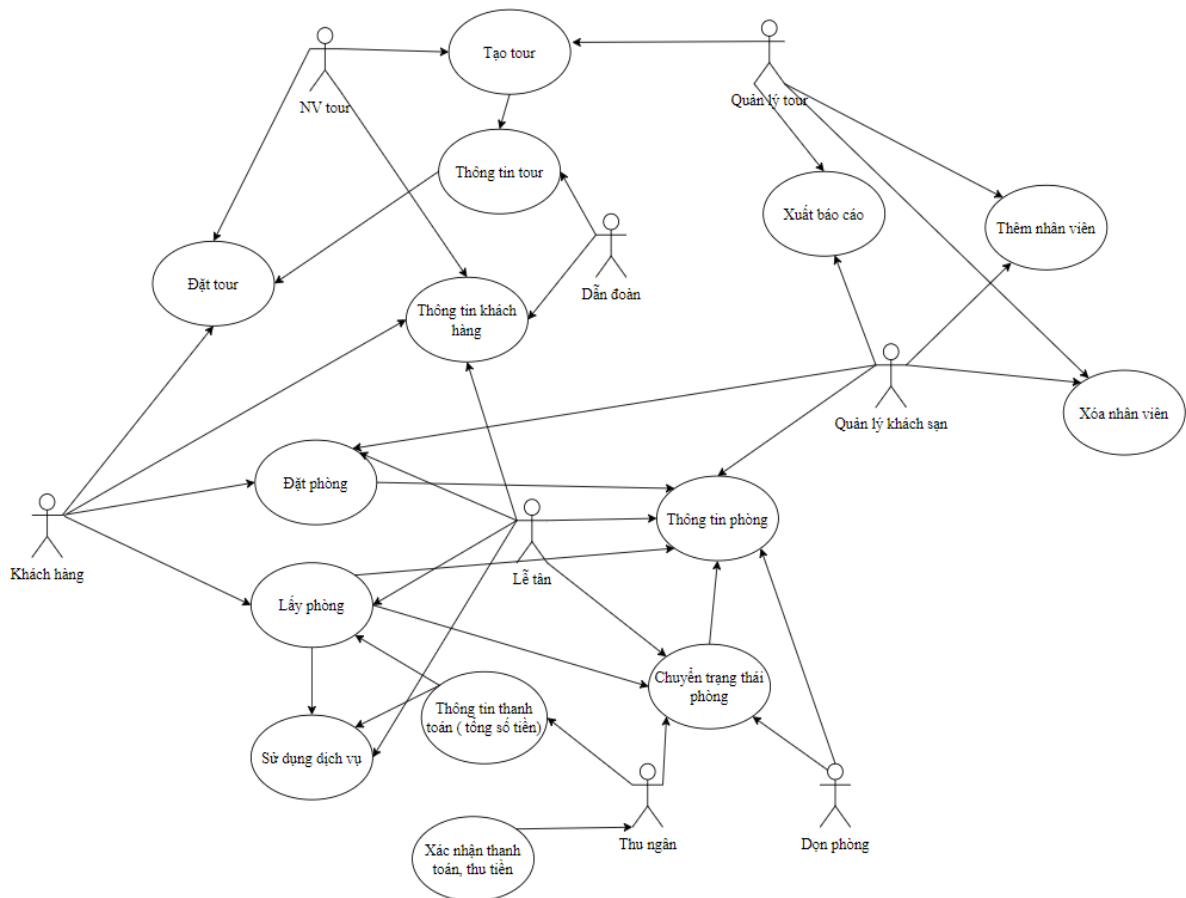 Tạo tour
NV tour
Quản lý tour
Thông tin tour
Xuất báo cáo
Thêm nhân viên
Đặt tour
Dẫn đoàn
Thông tin khách
hàng
Xóa nhân viên
Quản lý khách sạn
Đặt phòng
Thông tin phòng
Khách hàng
Lễ tân
Lấy phòng
Chuyển trạng thái
phòng
Thông tin thanh
toán ( tổng số tiền)
Sử dụng dịch vụ
Thu ngân
Dọn phòng
Xác nhận thanh
toán, thu tiền